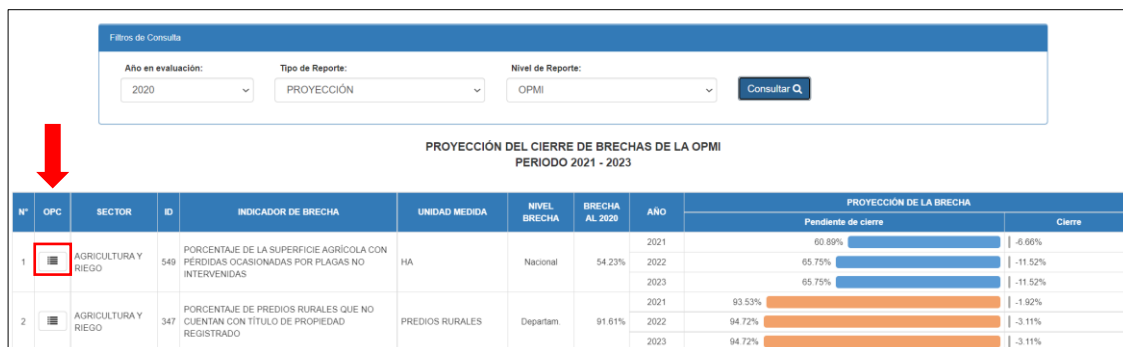 Filtros de Consulta
Año en evaluación: Tipo de Reporte: Nivel de Reporte:
2020 PROYECCIÓN OPMI Consultar
PROYECCIÓN DEL CIERRE DE BRECHAS DE LA OPMI
PERIODO 2021 - 2023
N° OPC SECTOR ID INDICADOR DE BRECHA UNIDAD MEDIDA NIVEL BRECHA BRECHA AL 2020 AÑO PROYECCIÓN DE LA BRECHA
Pendiente de cierre Cierre
1 AGRICULTURA Y RIEGO 549 PORCENTAJE DE LA SUPERFICIE AGRÍCOLA CON PÉRDIDAS OCASIONADAS POR PLAGAS NO INTERVENIDAS HA Nacional 54.23%
2021 60.89% -6.66%
2022 65.75% -11.52%
2023 65.75% -11.52%
2 AGRICULTURA Y RIEGO 347 PORCENTAJE DE PREDIOS RURALES QUE NO CUENTAN CON TÍTULO DE PROPIEDAD REGISTRADO PREDIOS RURALES Departam. 91.61%
2021 93.53% -1.92%
2022 94.72% -3.11%
2023 94.72% -3.11%